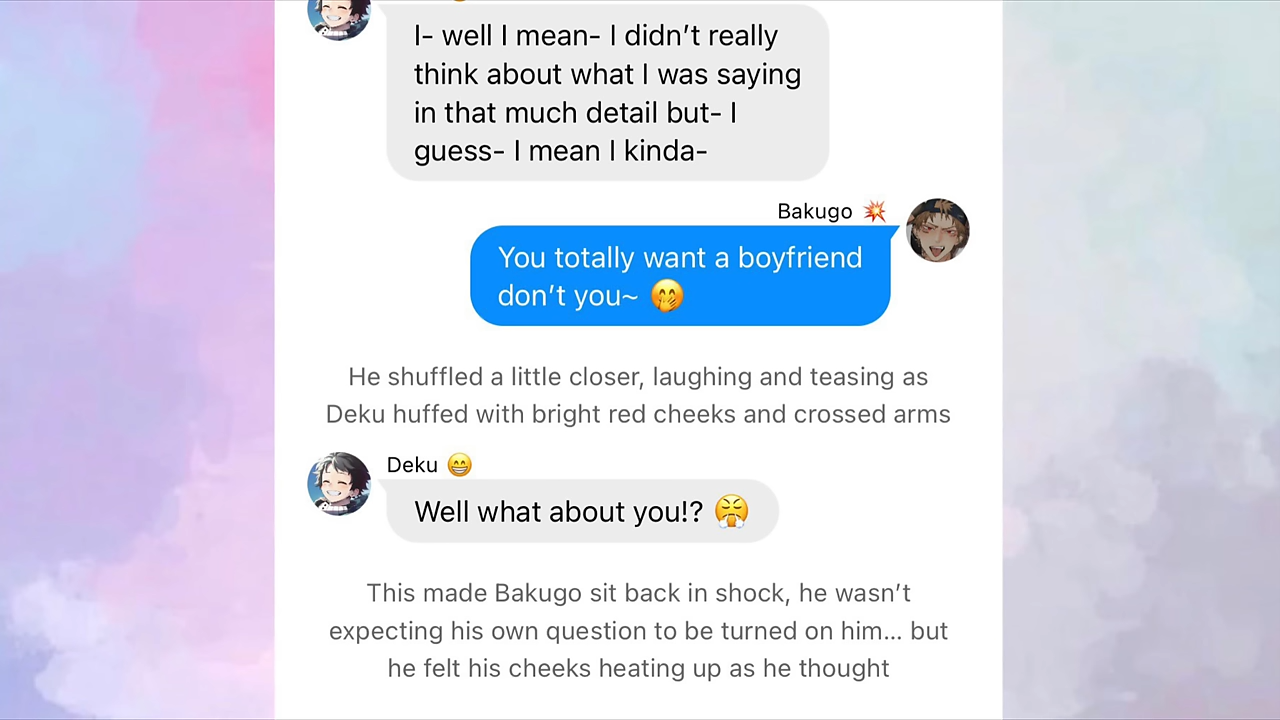 I- well I mean- I didn’t really
think about what I was saying
in that much detail but- I
guess- I mean I kinda-
Bakugo 💥
You totally want a boyfriend
don’t you~ 🤭
He shuffled a little closer, laughing and teasing as
Deku huffed with bright red cheeks and crossed arms
Deku 😁
Well what about you!? 😤
This made Bakugo sit back in shock, he wasn’t
expecting his own question to be turned on him... but
he felt his cheeks heating up as he thought